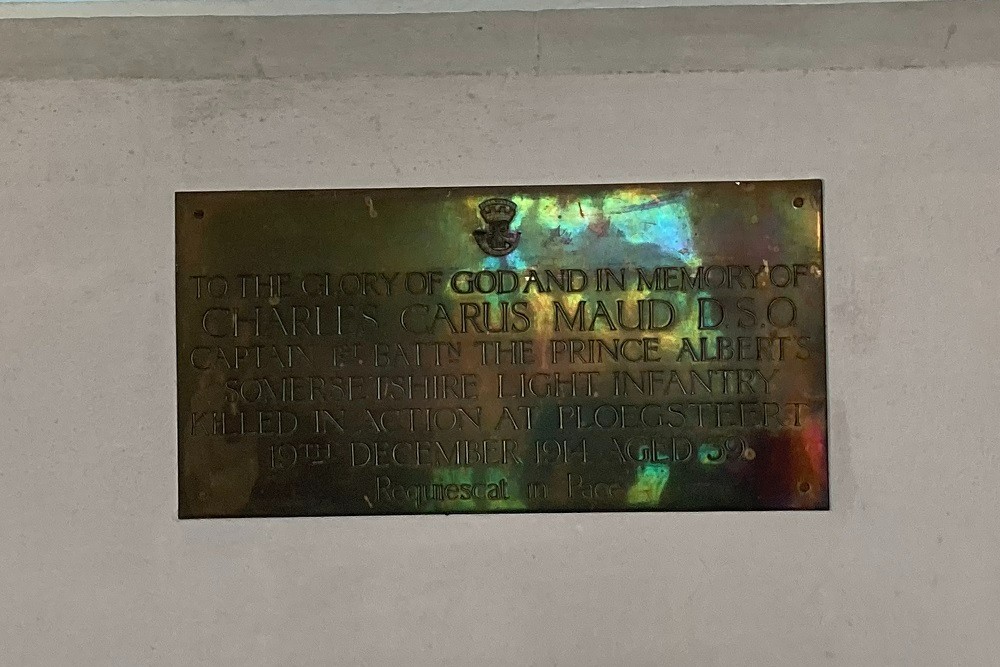 TO THE GLORY OF GOD AND IN MEMORY OF
CHARLES CARUS MAUD D.S.O.
CAPTAIN 1ST. BATTN THE PRINCE ALBERT'S
SOMERSETSHIRE LIGHT INFANTRY
KILLED IN ACTION AT PLOEGSTEERT
19TH DECEMBER 1914 AGED 39.
Requiescat in Pace